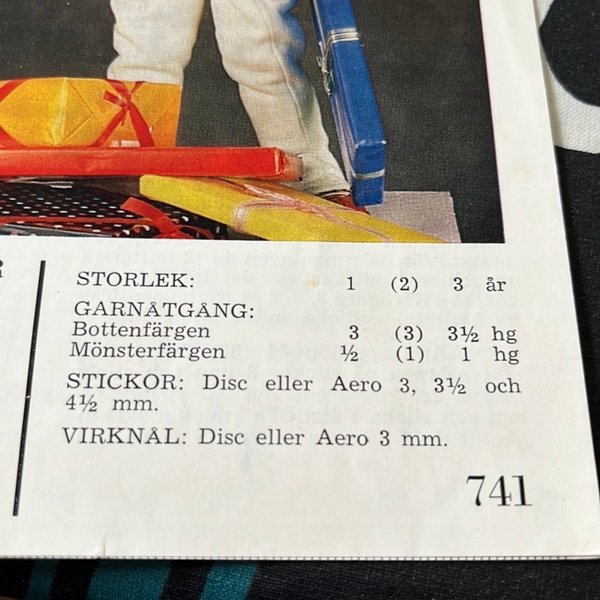 STORLEK: 1 (2) 3 år
GARNÅTGÅNG:
Bottenfärgen 3 (3) 3½ hg
Mönsterfärgen ½ (1) 1 hg
STICKOR: Disc eller Aero 3, 3½ och
4½ mm.
VIRKNÅL: Disc eller Aero 3 mm.
741